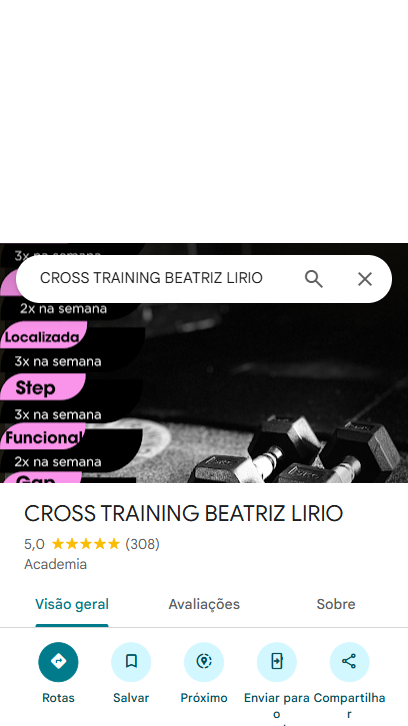 3x na semana
CROSS TRAINING BEATRIZ LIRIO
2x na semana
Localizada
3x na semana
Step
3x na semana
Funcional
2x na semana
Gap
CROSS TRAINING BEATRIZ LIRIO
5,0 ★★★★★ (308)
Academia
Visão geral Avaliações Sobre
Rotas Salvar Próximo Enviar para Compartilha
o r